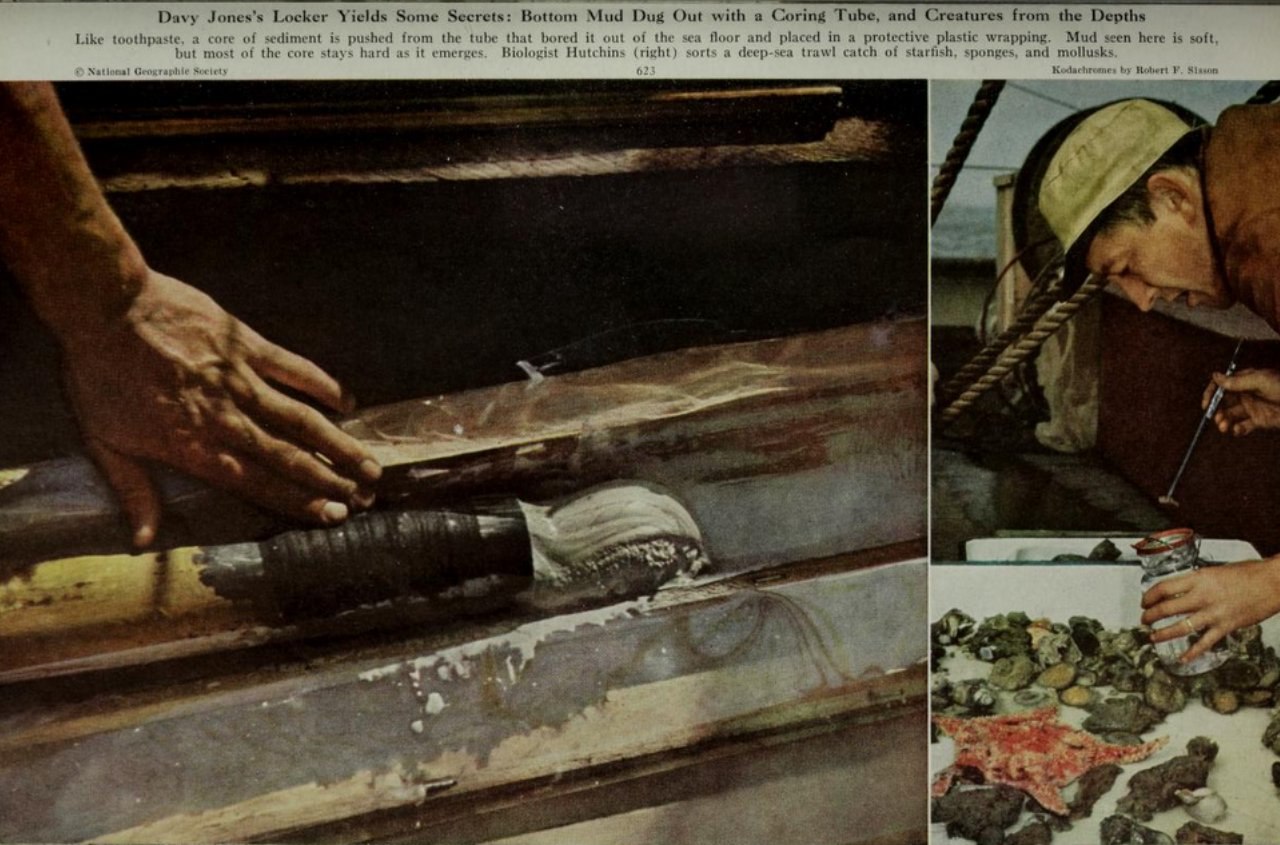 Davy Jones's Locker Yields Some Secrets: Bottom Mud Dug Out with a Coring Tube, and Creatures from the Depths
Like toothpaste, a core of sediment is pushed from the tube that bored it out of the sea floor and placed in a protective plastic wrapping. Mud seen here is soft,
but most of the core stays hard as it emerges. Biologist Hutchins (right) sorts a deep-sea trawl catch of starfish, sponges, and mollusks.
© National Geographic Society
623
Kodachromes by Robert F. Sisson